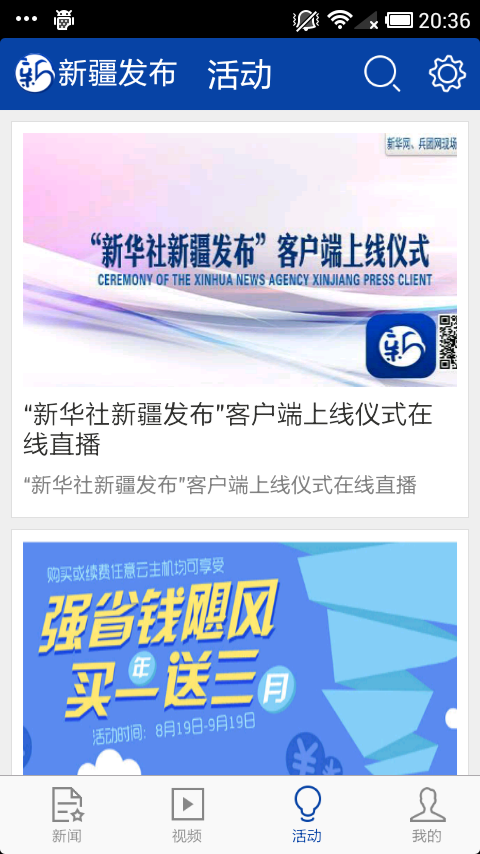 20:36
新疆发布 活动
新华网、兵团网现场
“新华社新疆发布”客户端上线仪式
CEREMONY OF THE XINHUA NEWS AGENCY XINJIANG PRESS CLIENT
“新华社新疆发布”客户端上线仪式在
线直播
“新华社新疆发布”客户端上线仪式在线直播
购买或续费任意云主机均可享受
强省钱飓风
买一年送三月
活动时间：8月19日-9月19日
新闻 视频 活动 我的